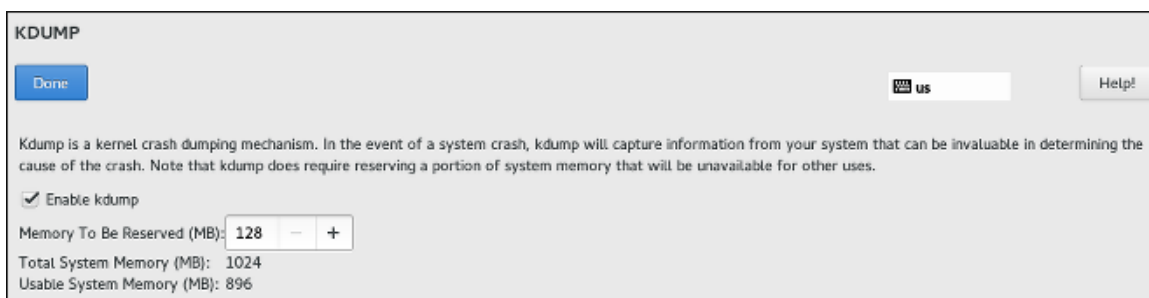 KDUMP
Done
us
Help!
Kdump is a kernel crash dumping mechanism. In the event of a system crash, kdump will capture information from your system that can be invaluable in determining the
cause of the crash. Note that kdump does require reserving a portion of system memory that will be unavailable for other uses.
Enable kdump
Memory To Be Reserved (MB): 128 − +
Total System Memory (MB): 1024
Usable System Memory (MB): 896